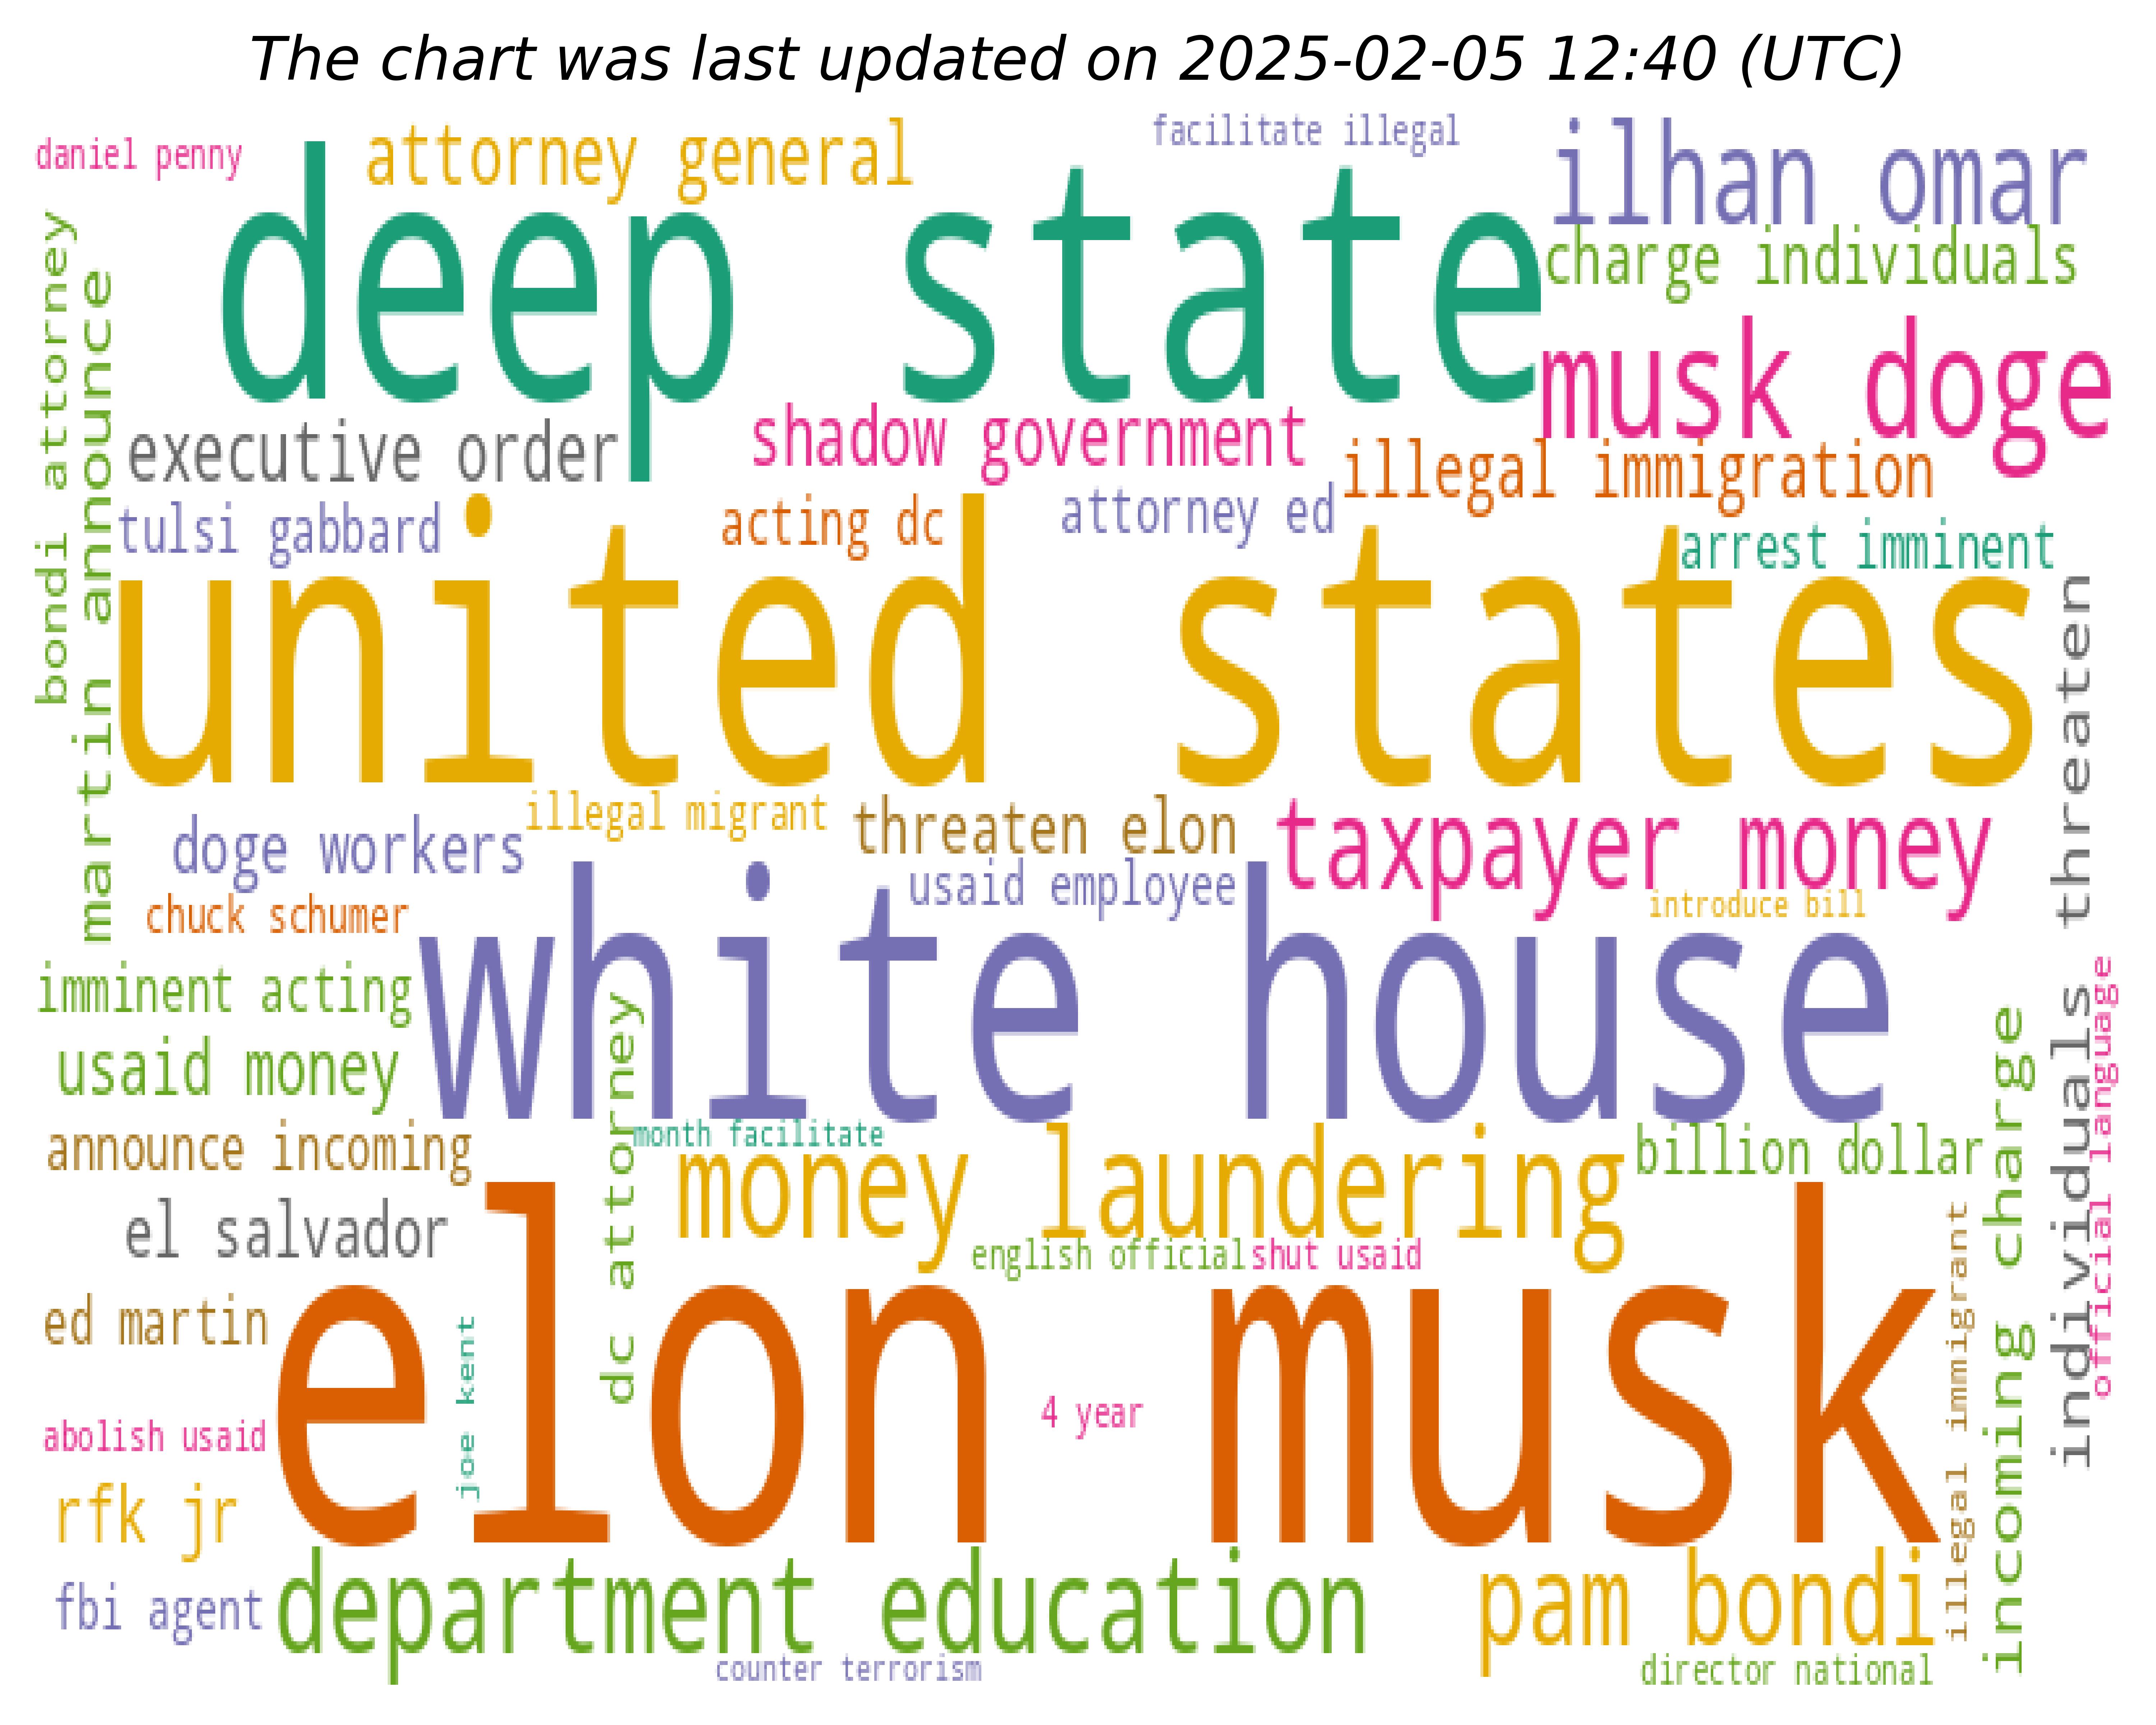 The chart was last updated on 2025-02-05 12:40 (UTC)
daniel penny
attorney general
facilitate illegal
ilhan omar
deep state
charge individuals
musk doge
bondi attorney
martin announce
executive order
shadow government
illegal immigration
tulsi gabbard
acting dc
attorney ed
arrest imminent
united states
individuals threaten
doge workers
illegal migrant
threaten elon
taxpayer money
usaid employee
introduce bill
chuck schumer
white house
imminent acting
usaid money
dc attorney
official language
incoming charge
announce incoming
month facilitate
money laundering
billion dollar
el salvador
english official
shut usaid
ed martin
elon musk
joe kent
4 year
illegal immigrant
abolish usaid
rfk jr
fbi agent
department education
pam bondi
counter terrorism
director national